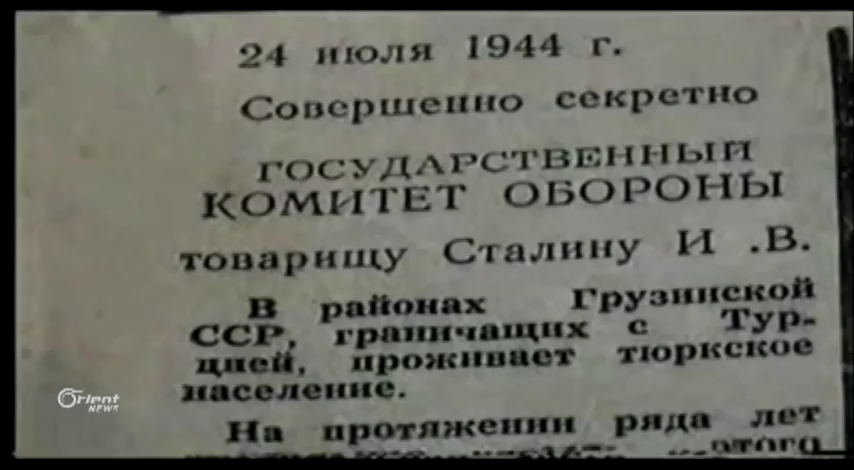 24 июля 1944 г.
Совершенно секретно
ГОСУДАРСТВЕННЫЙ
КОМИТЕТ ОБОРОНЫ
товарищу Сталину И .В.
В районах Грузинской
ССР, граничащих с Тур-
цией, проживает тюркское
население.
На протяжении ряда лет
этого
Orient
NEWS